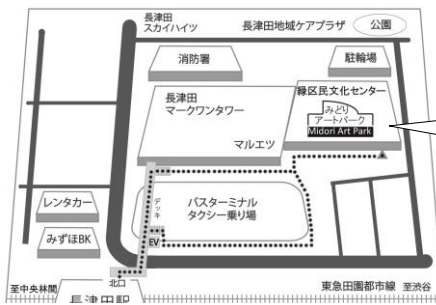 長津田
スカイハイツ
長津田地域ケアプラザ
公園
消防署
駐輪場
長津田
マークワンタワー
緑区民文化センター
みどり
アートパーク
Midori Art Park
マルエツ
レンタカー
デッキ
バスターミナル
タクシー乗り場
みずほBK
EV
北口
至中央林間
長津田駅
東急田園都市線 至渋谷